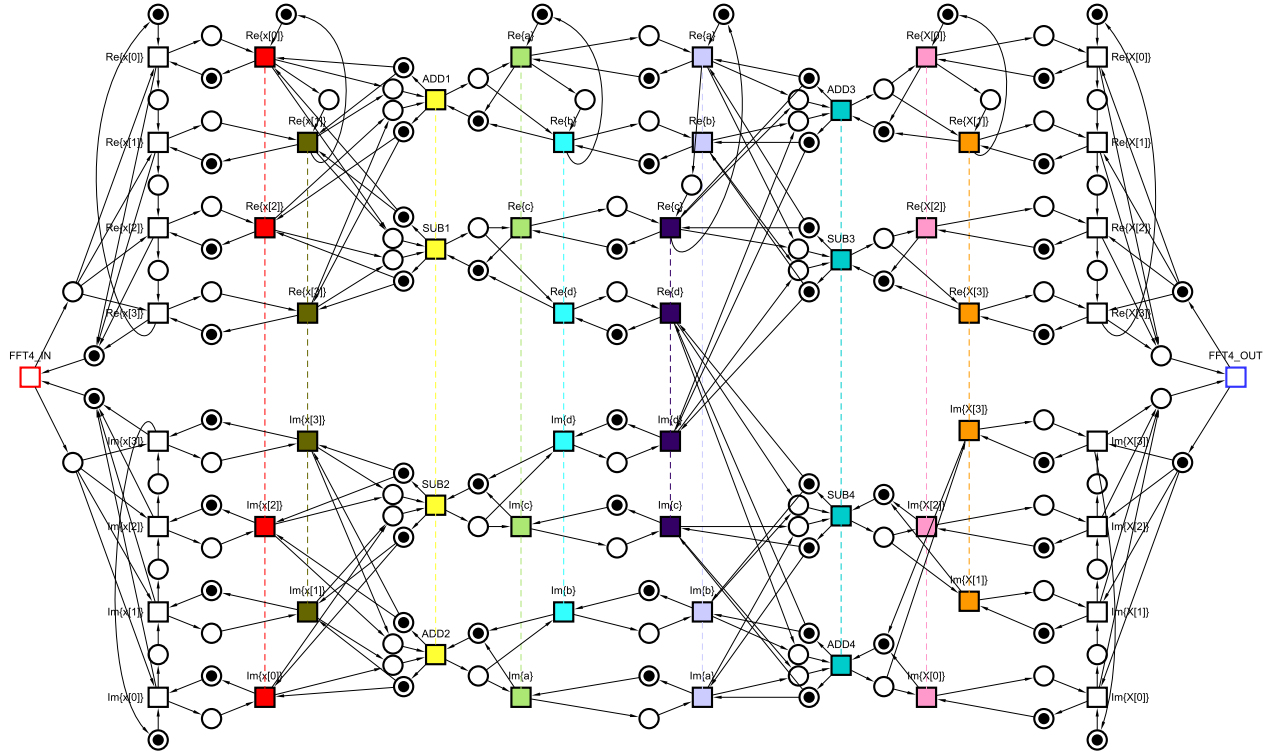 Re{x[0]} Re{x[0]} Re{a} Re{a} Re{X[0]} Re{X[0]}
ADD1 ADD3
Re{x[1]} Re{x[1]} Re{b} Re{b} Re{X[1]} Re{X[1]}
Re{x[2]} Re{x[2]} SUB1 Re{c} Re{c} SUB3 Re{X[2]} Re{X[2]}
Re{x[3]} Re{x[3]} Re{d} Re{d} Re{X[3]} Re{X[3]}
FFT4_IN FFT4_OUT
Im{x[3]} Im{x[3]} Im{d} Im{d} Im{X[3]} Im{X[3]}
SUB2 SUB4
Im{x[2]} Im{x[2]} Im{c} Im{c} Im{X[2]} Im{X[2]}
Im{x[1]} Im{x[1]} Im{b} Im{b} Im{X[1]} Im{X[1]}
ADD2 ADD4
Im{x[0]} Im{x[0]} Im{a} Im{a} Im{X[0]} Im{X[0]}